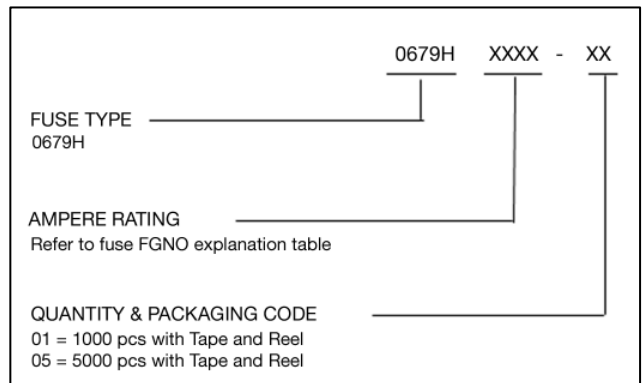 0679H XXXX - XX
FUSE TYPE
0679H
AMPERE RATING
Refer to fuse FGNO explanation table
QUANTITY & PACKAGING CODE
01 = 1000 pcs with Tape and Reel
05 = 5000 pcs with Tape and Reel